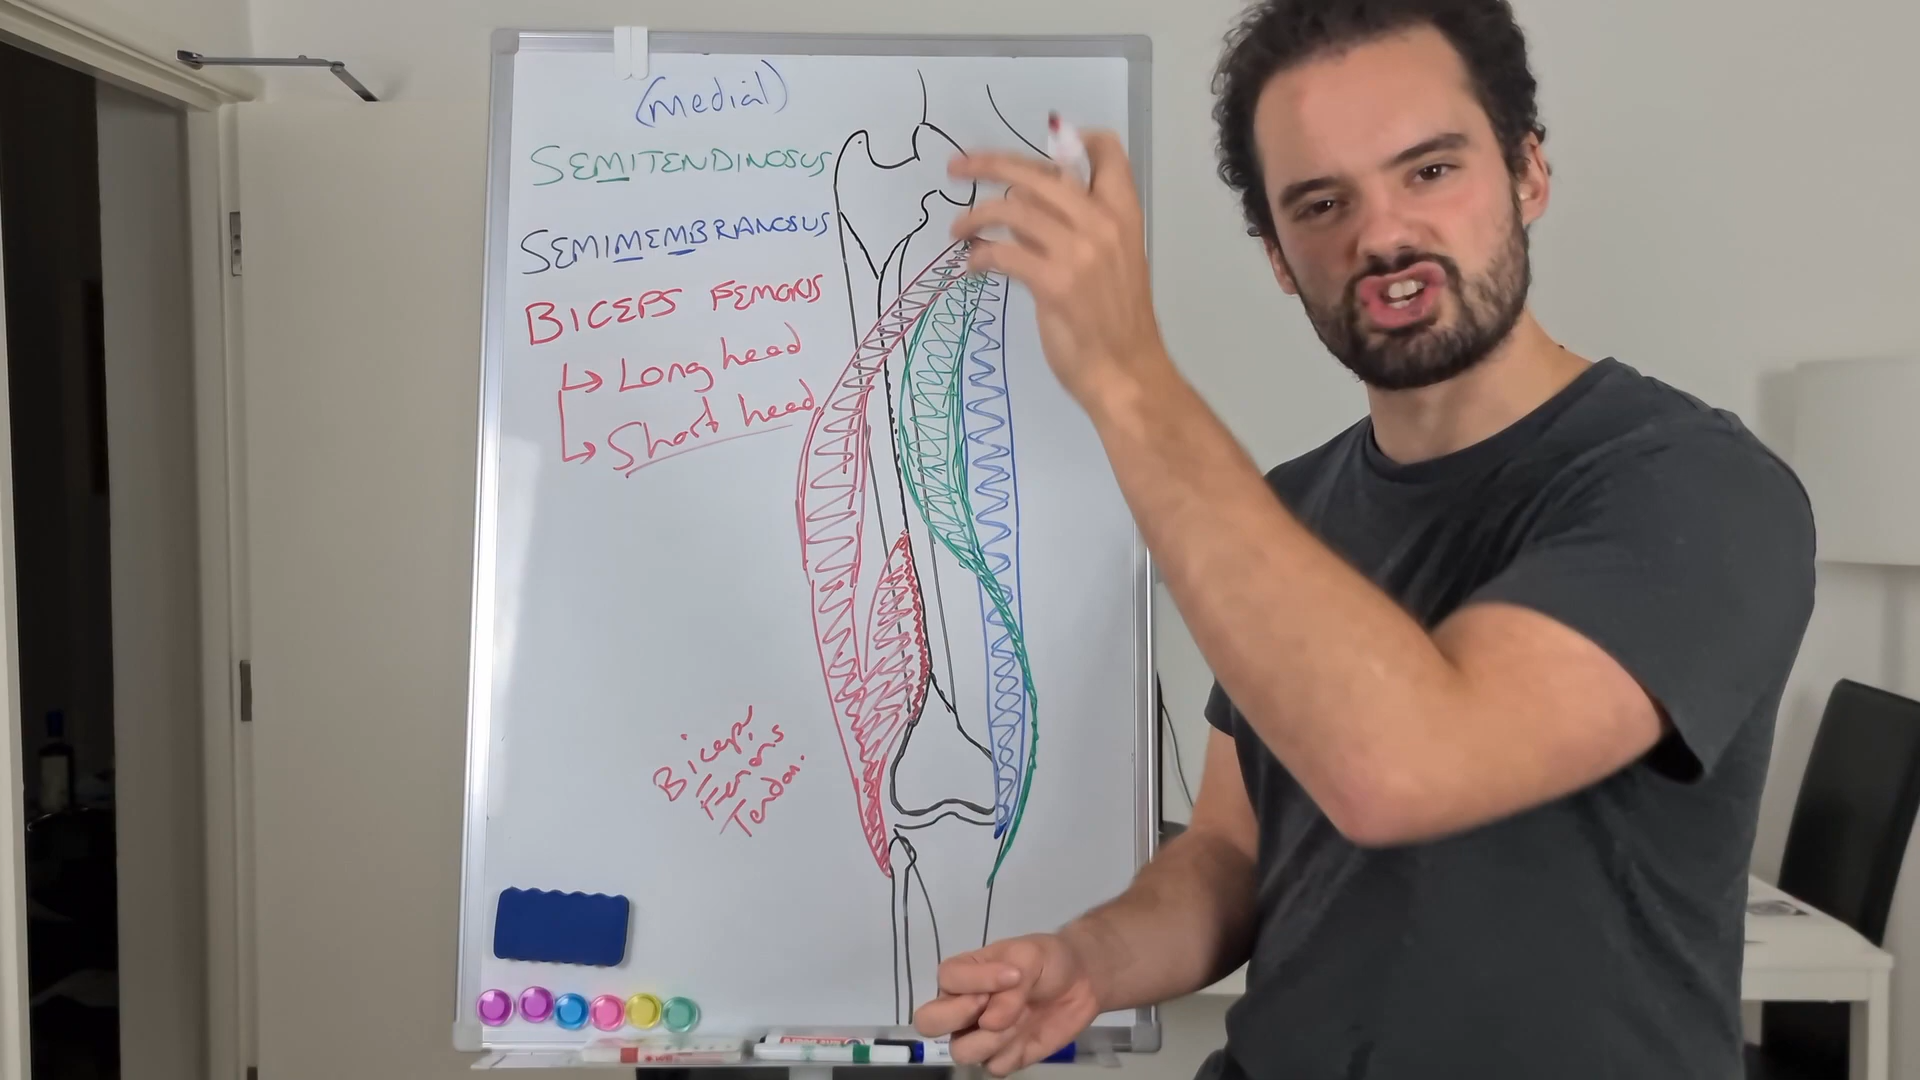 (medial)
SEMITENDINOSUS
SEMIMEMBRANOSUS
BICEPS FEMORIS
↳ Long head
↳ Short head
Biceps
Femoris
Tendon.